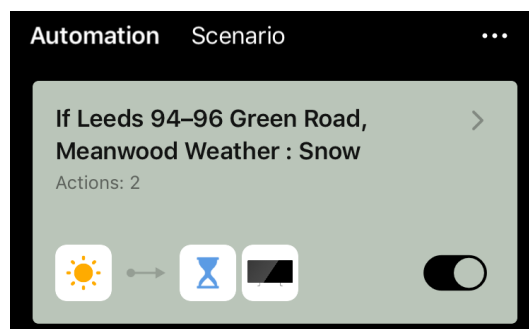 Automation Scenario
If Leeds 94–96 Green Road,
Meanwood Weather : Snow
Actions: 2